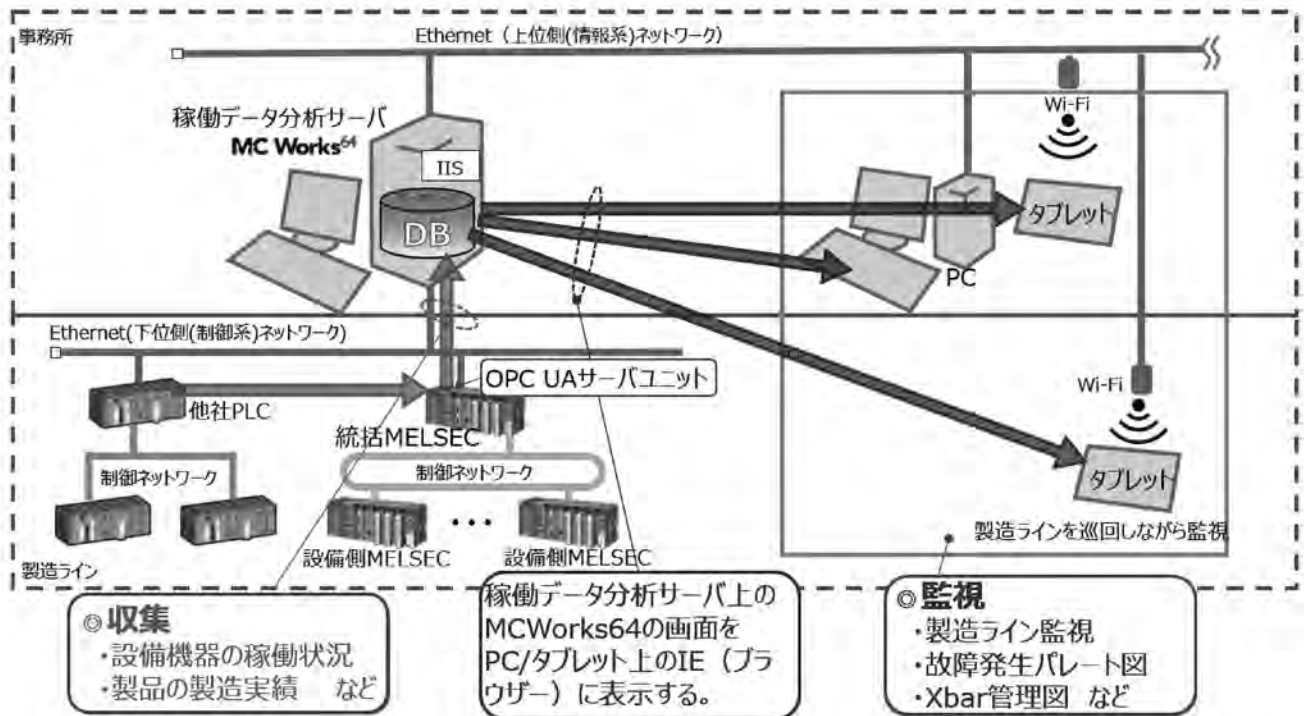 事務所
Ethernet（上位側(情報系)ネットワーク）
稼働データ分析サーバ
MC Works64
IIS
DB
Wi-Fi
タブレット
PC
Ethernet(下位側(制御系)ネットワーク)
OPC UAサーバユニット
他社PLC
統括MELSEC
Wi-Fi
制御ネットワーク
制御ネットワーク
タブレット
・・・
設備側MELSEC
設備側MELSEC
製造ラインを巡回しながら監視
製造ライン
◎収集
・設備機器の稼働状況
・製品の製造実績 など
稼働データ分析サーバ上の
MCWorks64の画面を
PC/タブレット上のIE（ブラ
ウザー）に表示する。
◎監視
・製造ライン監視
・故障発生パレート図
・Xbar管理図 など